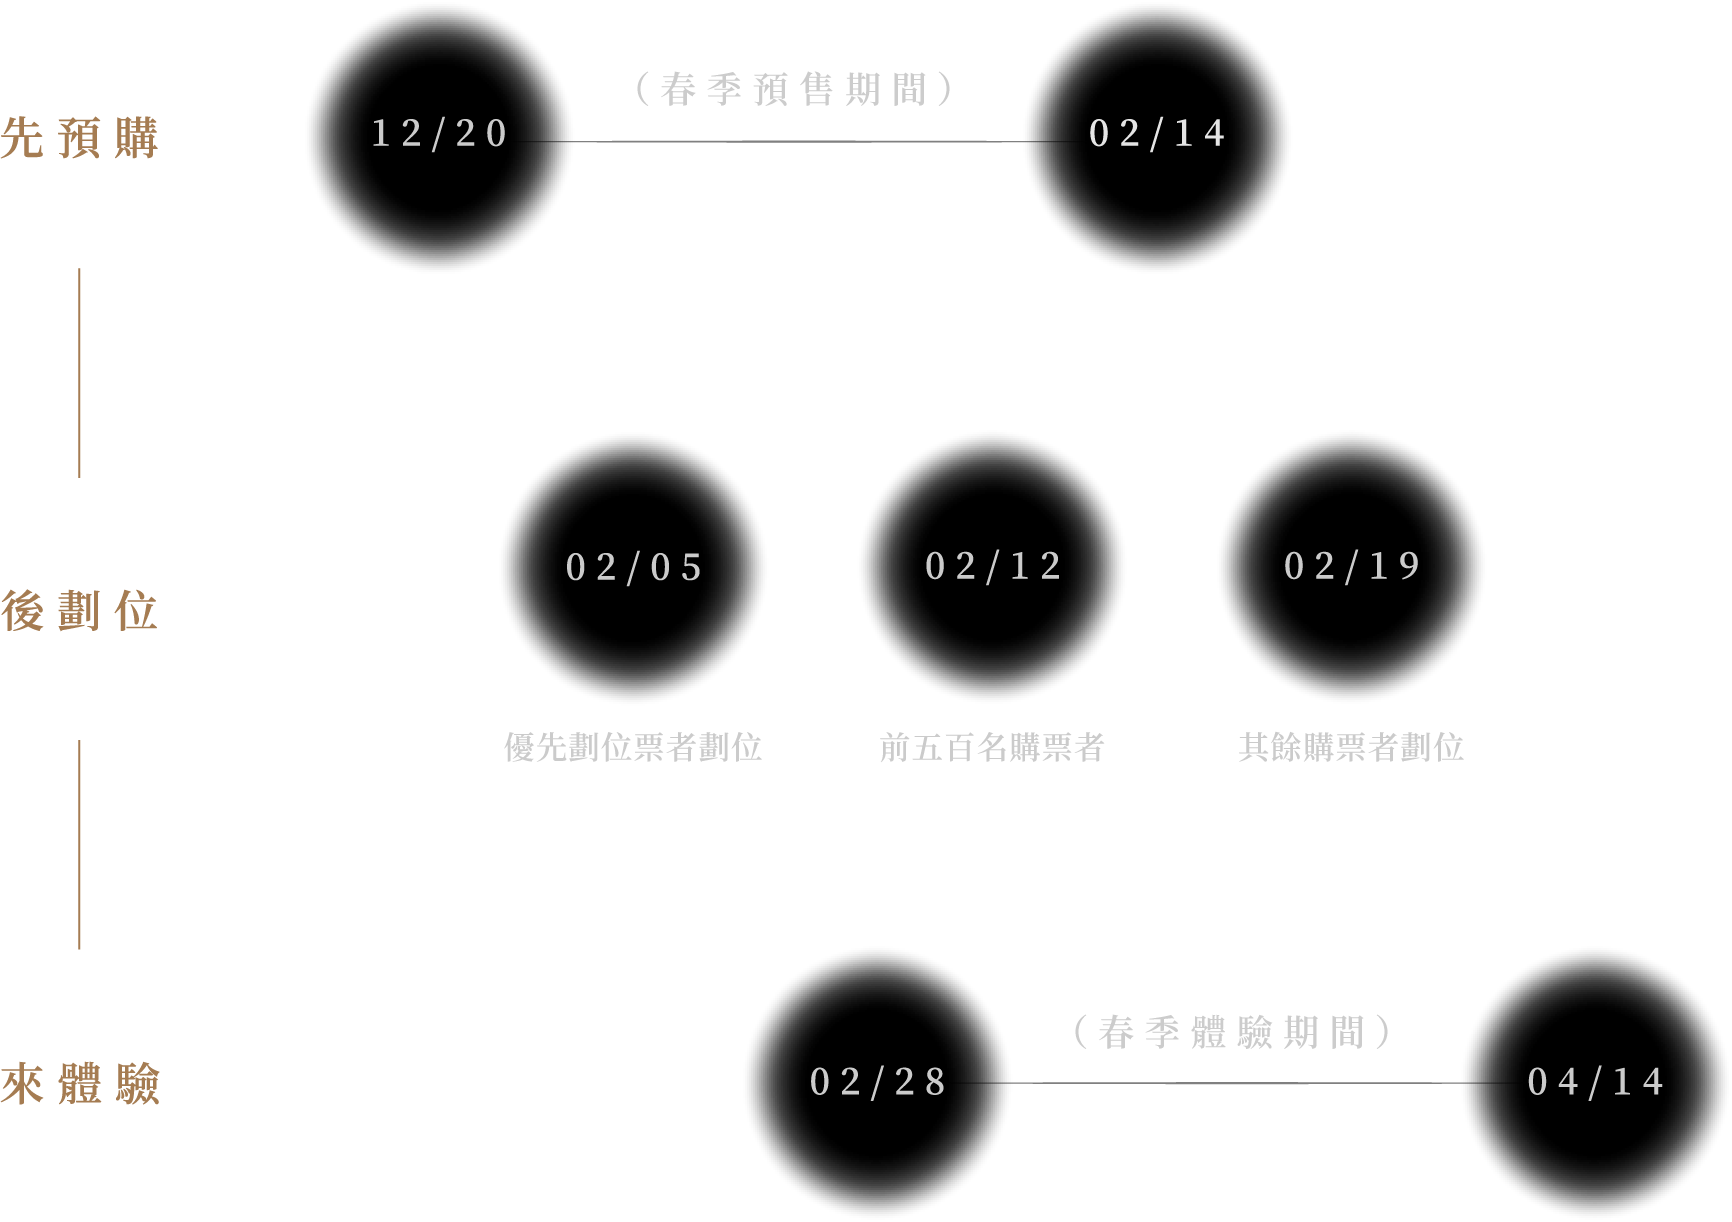 先預購
12/20
（春季預售期間）
02/14
後劃位
02/05
02/12
02/19
優先劃位票者劃位
前五百名購票者
其餘購票者劃位
來體驗
02/28
（春季體驗期間）
04/14